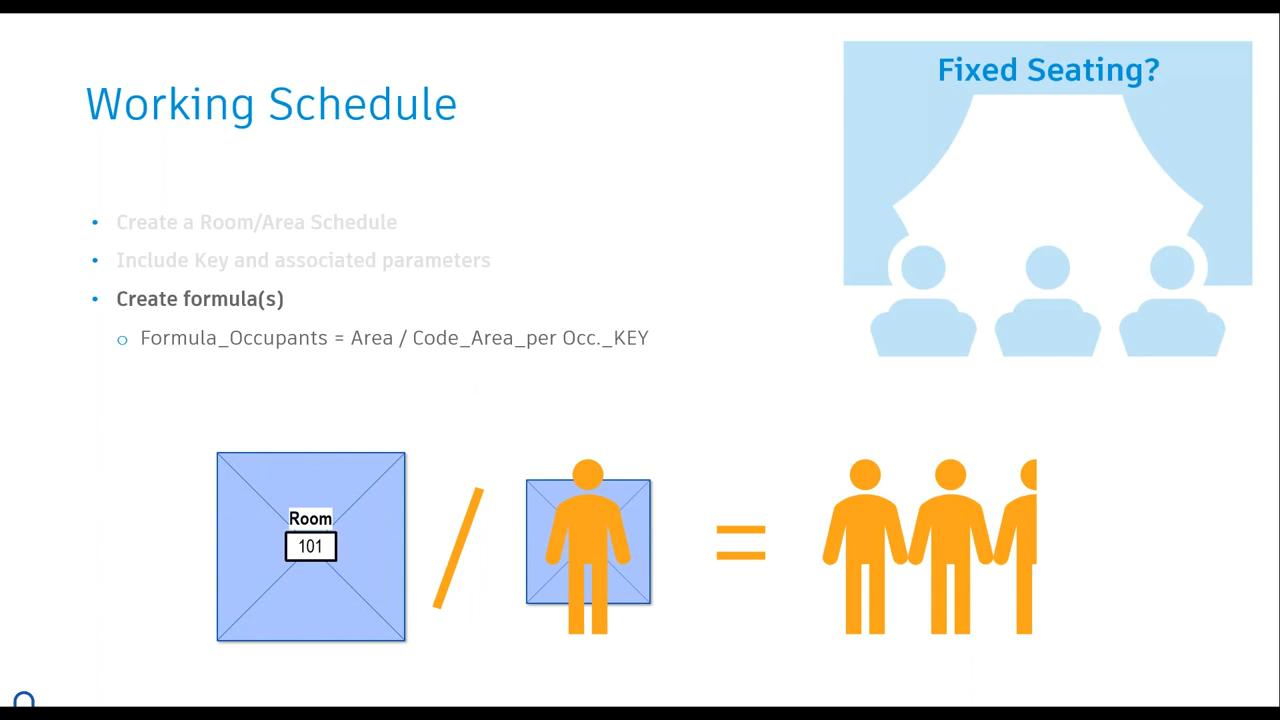 Fixed Seating?
Working Schedule
• Create a Room/Area Schedule
• Include Key and associated parameters
• Create formula(s)
o Formula_Occupants = Area / Code_Area_per Occ._KEY
Room
101
/
=